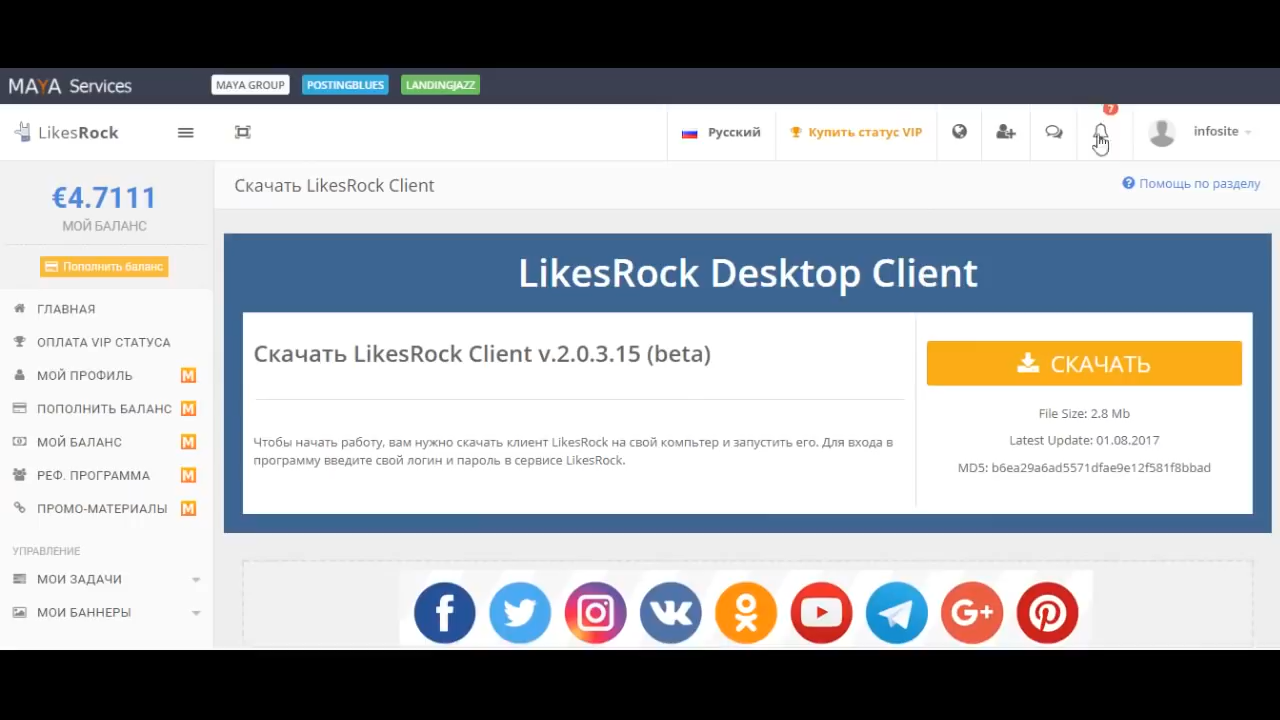 MAYA Services
MAYA GROUP
POSTINGBLUES
LANDINGJAZZ
LikesRock
Русский
Купить статус VIP
7
infosite
€4.7111
МОЙ БАЛАНС
Пополнить баланс
ГЛАВНАЯ
ОПЛАТА VIP СТАТУСА
МОЙ ПРОФИЛЬ M
ПОПОЛНИТЬ БАЛАНС M
МОЙ БАЛАНС M
РЕФ. ПРОГРАММА M
ПРОМО-МАТЕРИАЛЫ M
УПРАВЛЕНИЕ
МОИ ЗАДАЧИ
МОИ БАННЕРЫ
Скачать LikesRock Client
Помощь по разделу
LikesRock Desktop Client
Скачать LikesRock Client v.2.0.3.15 (beta)
Чтобы начать работу, вам нужно скачать клиент LikesRock на свой компьтер и запустить его. Для входа в
программу введите свой логин и пароль в сервисе LikesRock.
СКАЧАТЬ
File Size: 2.8 Mb
Latest Update: 01.08.2017
MD5: b6ea29a6ad5571dfae9e12f581f8bbad